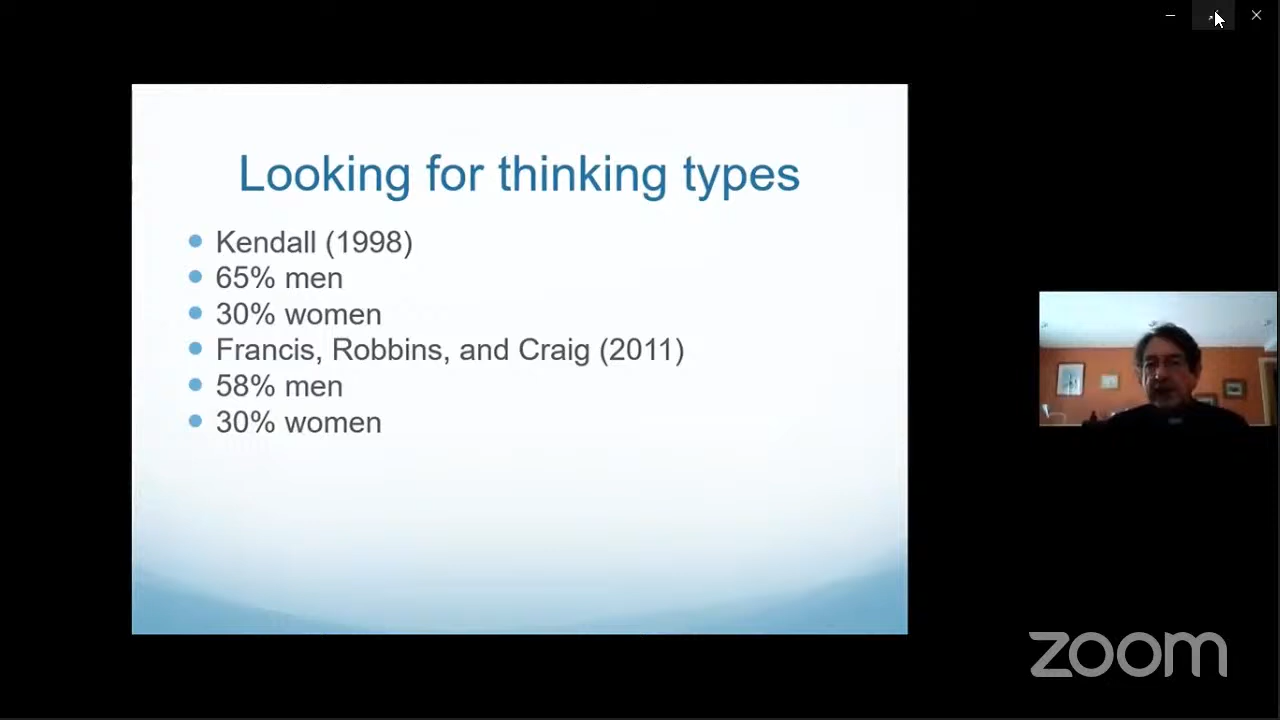 Looking for thinking types
Kendall (1998)
65% men
30% women
Francis, Robbins, and Craig (2011)
58% men
30% women
zoom